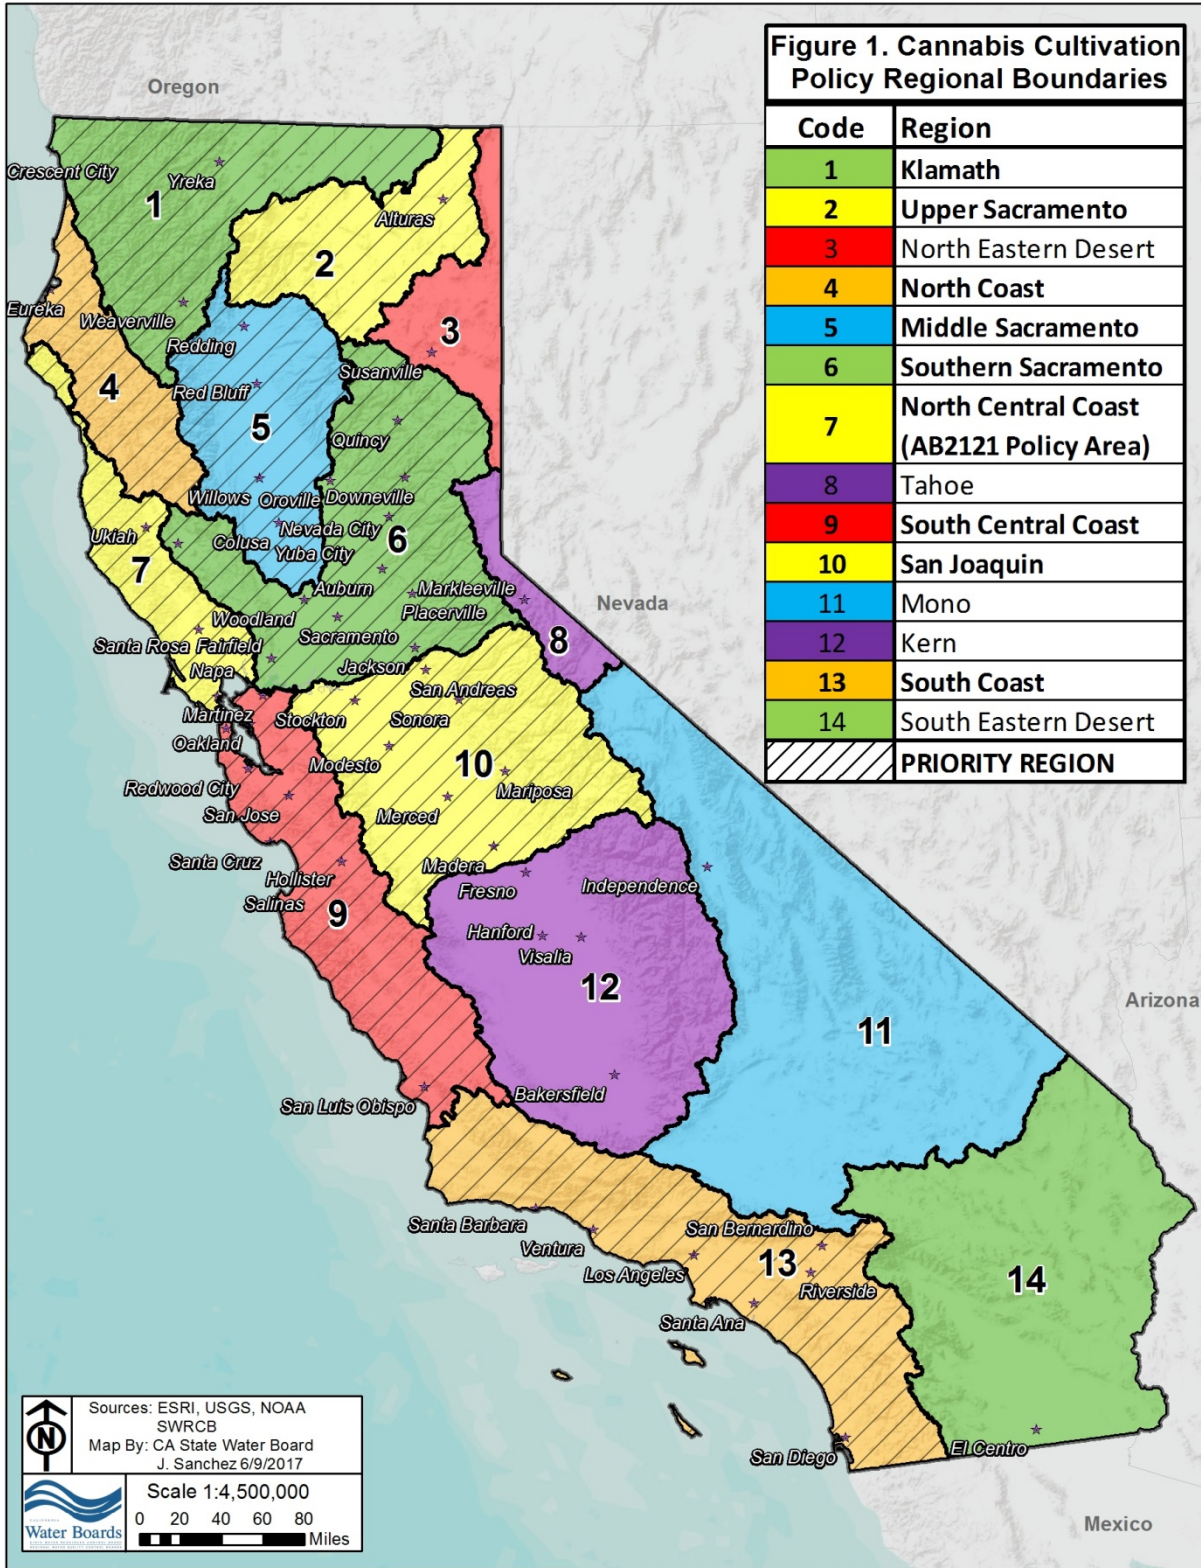 Figure 1. Cannabis Cultivation
Policy Regional Boundaries
Code Region
1 Klamath
2 Upper Sacramento
3 North Eastern Desert
4 North Coast
5 Middle Sacramento
6 Southern Sacramento
7 North Central Coast
(AB2121 Policy Area)
8 Tahoe
9 South Central Coast
10 San Joaquin
11 Mono
12 Kern
13 South Coast
14 South Eastern Desert
PRIORITY REGION
Oregon
Crescent City
Yreka
1
Alturas
2
Eureka
Weaverville
Redding
3
Susanville
4
Red Bluff
5
Quincy
Willows
Oroville
Downeville
Nevada City
Ukiah
Colusa
6
Yuba City
7
Auburn
Markleeville
Nevada
Woodland
Placerville
Sacramento
8
Santa Rosa
Fairfield
Jackson
Napa
San Andreas
Martinez
Stockton
Sonora
Oakland
Modesto
10
Redwood City
Mariposa
San Jose
Merced
Santa Cruz
Madera
Hollister
Fresno
Independence
Salinas
9
Hanford
Visalia
12
Arizona
11
Bakersfield
San Luis Obispo
Santa Barbara
San Bernardino
Ventura
13
Los Angeles
Riverside
14
Santa Ana
San Diego
El Centro
Mexico
N
Sources: ESRI, USGS, NOAA
SWRCB
Map By: CA State Water Board
J. Sanchez 6/9/2017
CALIFORNIA
Water Boards
Scale 1:4,500,000
0 20 40 60 80
Miles